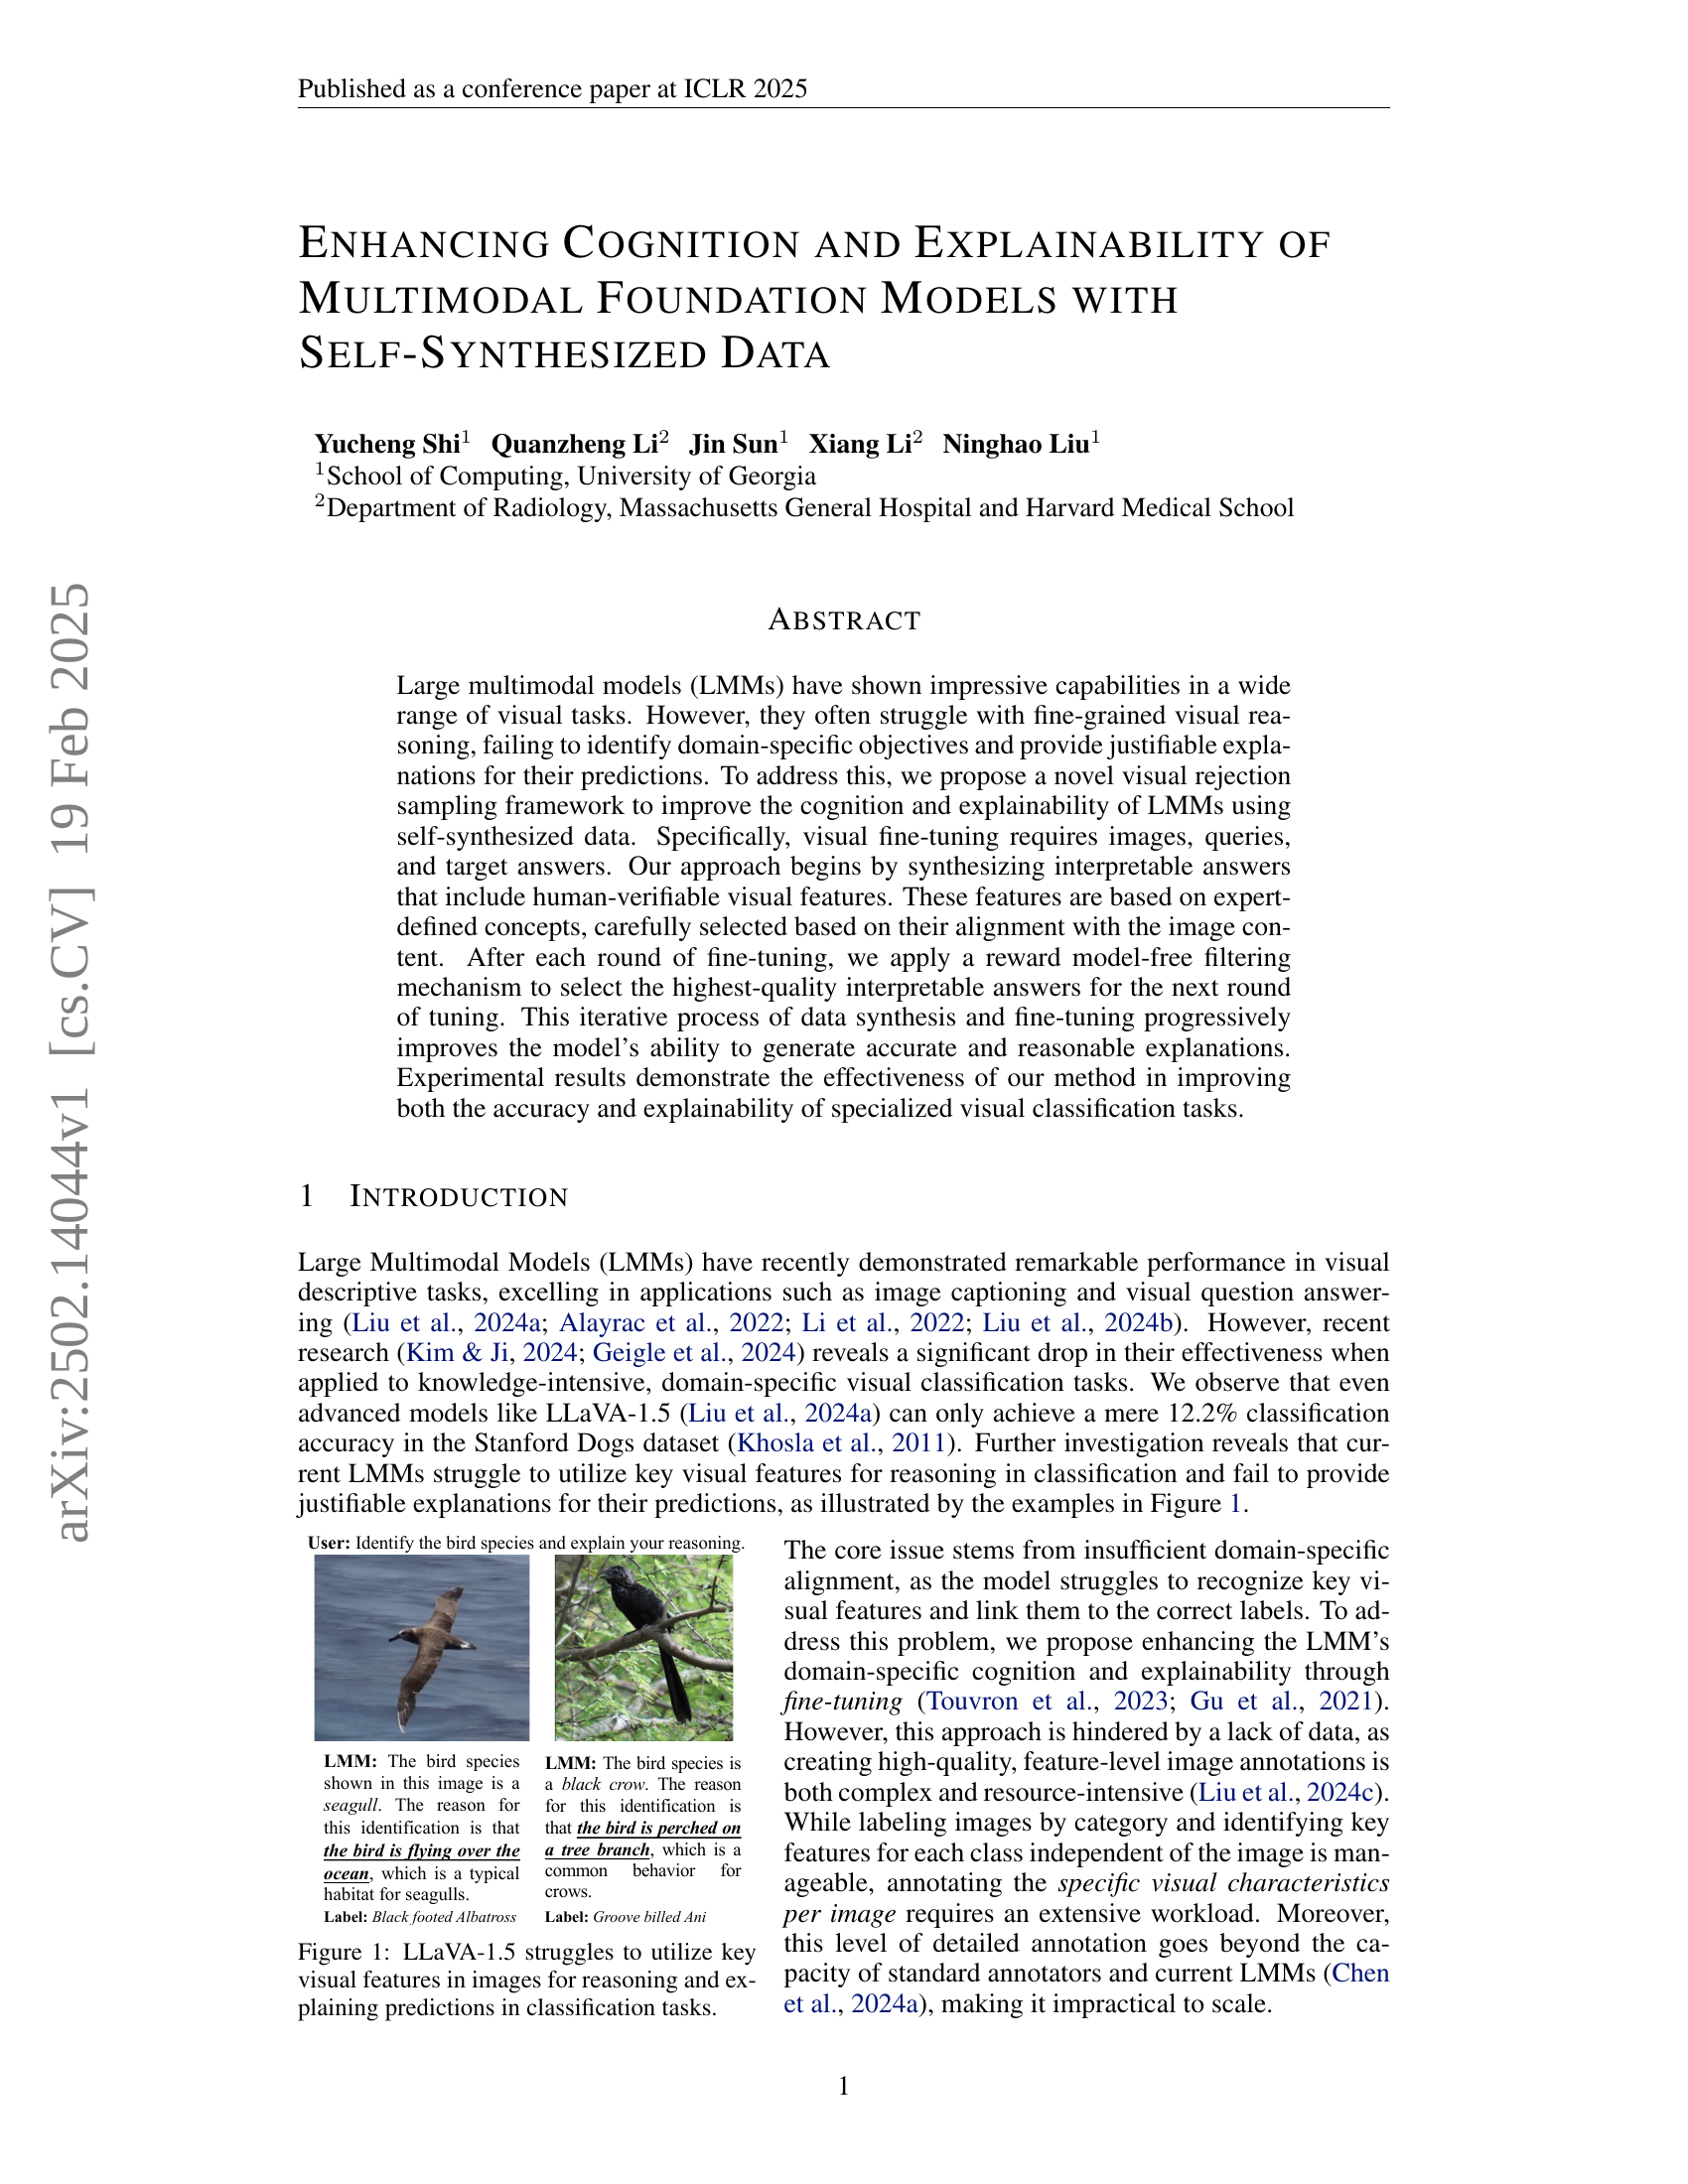 Published as a conference paper at ICLR 2025
ENHANCING COGNITION AND EXPLAINABILITY OF
MULTIMODAL FOUNDATION MODELS WITH
SELF-SYNTHESIZED DATA
Yucheng Shi¹ Quanzheng Li² Jin Sun¹ Xiang Li² Ninghao Liu¹
¹School of Computing, University of Georgia
²Department of Radiology, Massachusetts General Hospital and Harvard Medical School
ABSTRACT
Large multimodal models (LMMs) have shown impressive capabilities in a wide
range of visual tasks. However, they often struggle with fine-grained visual rea-
soning, failing to identify domain-specific objectives and provide justifiable expla-
nations for their predictions. To address this, we propose a novel visual rejection
sampling framework to improve the cognition and explainability of LMMs using
self-synthesized data. Specifically, visual fine-tuning requires images, queries,
and target answers. Our approach begins by synthesizing interpretable answers
that include human-verifiable visual features. These features are based on expert-
defined concepts, carefully selected based on their alignment with the image con-
tent. After each round of fine-tuning, we apply a reward model-free filtering
mechanism to select the highest-quality interpretable answers for the next round
of tuning. This iterative process of data synthesis and fine-tuning progressively
improves the model's ability to generate accurate and reasonable explanations.
Experimental results demonstrate the effectiveness of our method in improving
both the accuracy and explainability of specialized visual classification tasks.
1 INTRODUCTION
Large Multimodal Models (LMMs) have recently demonstrated remarkable performance in visual
descriptive tasks, excelling in applications such as image captioning and visual question answer-
ing (Liu et al., 2024a; Alayrac et al., 2022; Li et al., 2022; Liu et al., 2024b). However, recent
research (Kim & Ji, 2024; Geigle et al., 2024) reveals a significant drop in their effectiveness when
applied to knowledge-intensive, domain-specific visual classification tasks. We observe that even
advanced models like LLaVA-1.5 (Liu et al., 2024a) can only achieve a mere 12.2% classification
accuracy in the Stanford Dogs dataset (Khosla et al., 2011). Further investigation reveals that cur-
rent LMMs struggle to utilize key visual features for reasoning in classification and fail to provide
justifiable explanations for their predictions, as illustrated by the examples in Figure 1.
User: Identify the bird species and explain your reasoning.
LMM: The bird species
shown in this image is a
seagull. The reason for
this identification is that
the bird is flying over the
ocean, which is a typical
habitat for seagulls.
Label: Black footed Albatross
LMM: The bird species is
a black crow. The reason
for this identification is
that the bird is perched on
a tree branch, which is a
common behavior for
crows.
Label: Groove billed Ani
Figure 1: LLaVA-1.5 struggles to utilize key
visual features in images for reasoning and ex-
plaining predictions in classification tasks.
The core issue stems from insufficient domain-specific
alignment, as the model struggles to recognize key vi-
sual features and link them to the correct labels. To ad-
dress this problem, we propose enhancing the LMM's
domain-specific cognition and explainability through
fine-tuning (Touvron et al., 2023; Gu et al., 2021).
However, this approach is hindered by a lack of data, as
creating high-quality, feature-level image annotations is
both complex and resource-intensive (Liu et al., 2024c).
While labeling images by category and identifying key
features for each class independent of the image is man-
ageable, annotating the specific visual characteristics
per image requires an extensive workload. Moreover,
this level of detailed annotation goes beyond the ca-
pacity of standard annotators and current LMMs (Chen
et al., 2024a), making it impractical to scale.
1
arXiv:2502.14044v1 [cs.CV] 19 Feb 2025